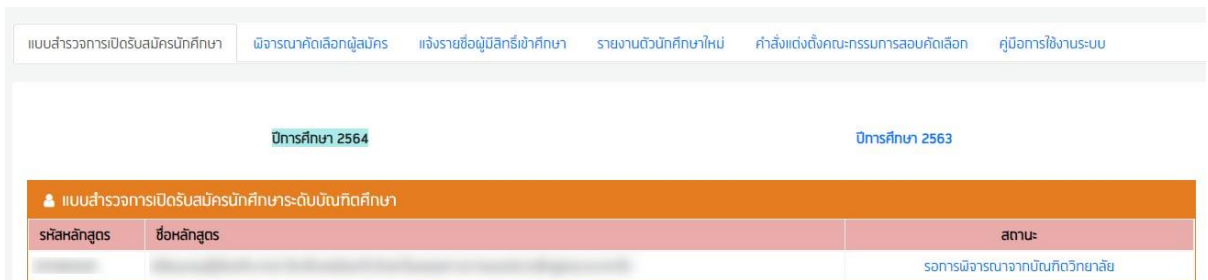 แบบสำรวจการเปิดรับสมัครนักศึกษา พิจารณาคัดเลือกผู้สมัคร แจ้งรายชื่อผู้มีสิทธิ์เข้าศึกษา รายงานตัวนักศึกษาใหม่ คำสั่งแต่งตั้งคณะกรรมการสอบคัดเลือก คู่มือการใช้งานระบบ
ปีการศึกษา 2564 ปีการศึกษา 2563
แบบสำรวจการเปิดรับสมัครนักศึกษาระดับบัณฑิตศึกษา
รหัสหลักสูตร ชื่อหลักสูตร สถานะ
รอการพิจารณาจากบัณฑิตวิทยาลัย